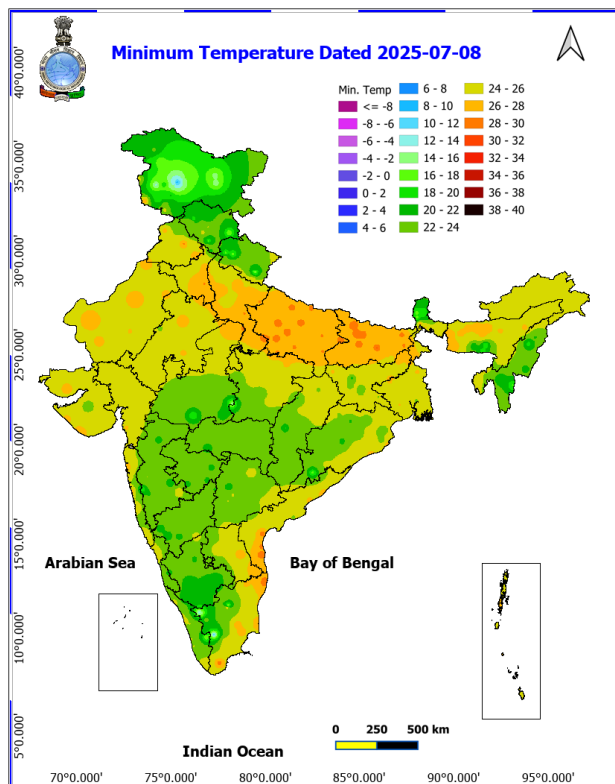 Minimum Temperature Dated 2025-07-08
Min. Temp
<= -8
-8 - -6
-6 - -4
-4 - -2
-2 - 0
0 - 2
2 - 4
4 - 6
6 - 8
8 - 10
10 - 12
12 - 14
14 - 16
16 - 18
18 - 20
20 - 22
22 - 24
24 - 26
26 - 28
28 - 30
30 - 32
32 - 34
34 - 36
36 - 38
38 - 40
40°0.000'
35°0.000'
30°0.000'
25°0.000'
20°0.000'
15°0.000'
10°0.000'
5°0.000'
Arabian Sea
Bay of Bengal
0 250 500 km
Indian Ocean
70°0.000' 75°0.000' 80°0.000' 85°0.000' 90°0.000' 95°0.000'